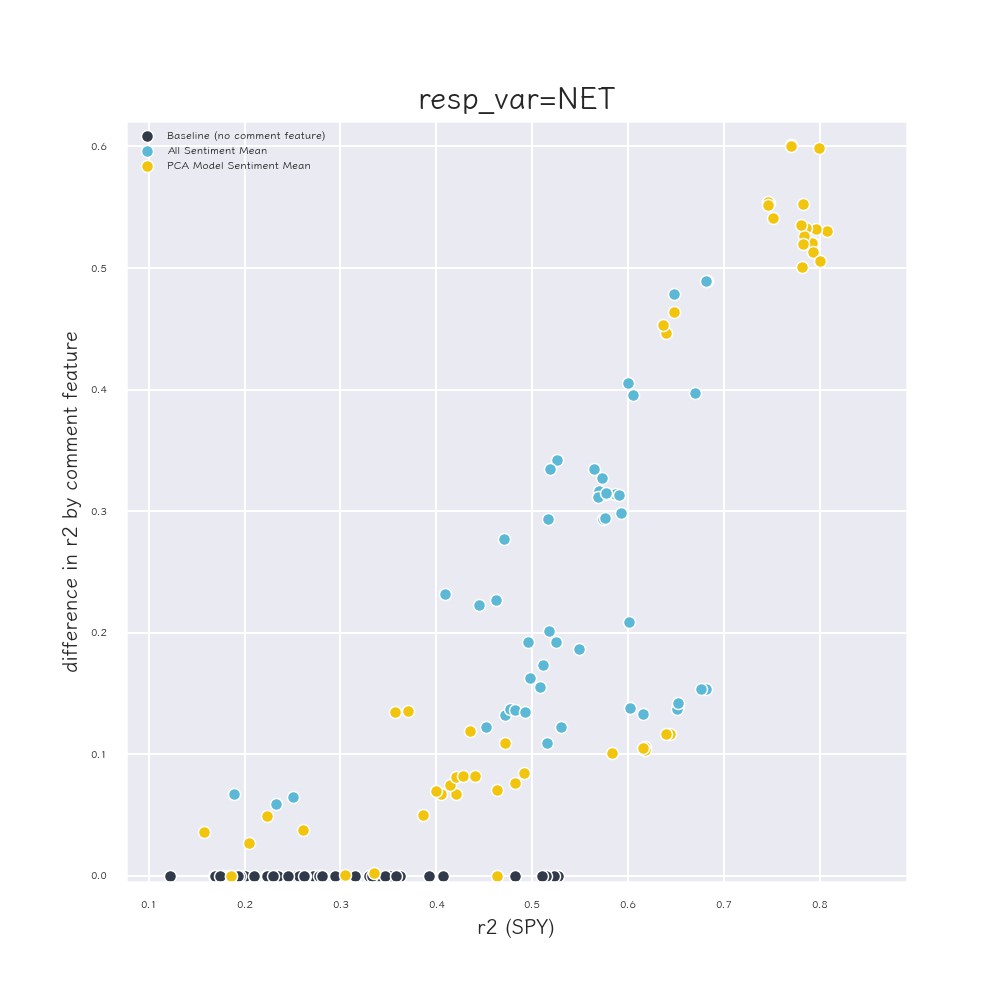 resp_var=NET
Baseline (no comment feature)
All Sentiment Mean
PCA Model Sentiment Mean
difference in r2 by comment feature
0.6
0.5
0.4
0.3
0.2
0.1
0.0
0.1 0.2 0.3 0.4 0.5 0.6 0.7 0.8
r2 (SPY)